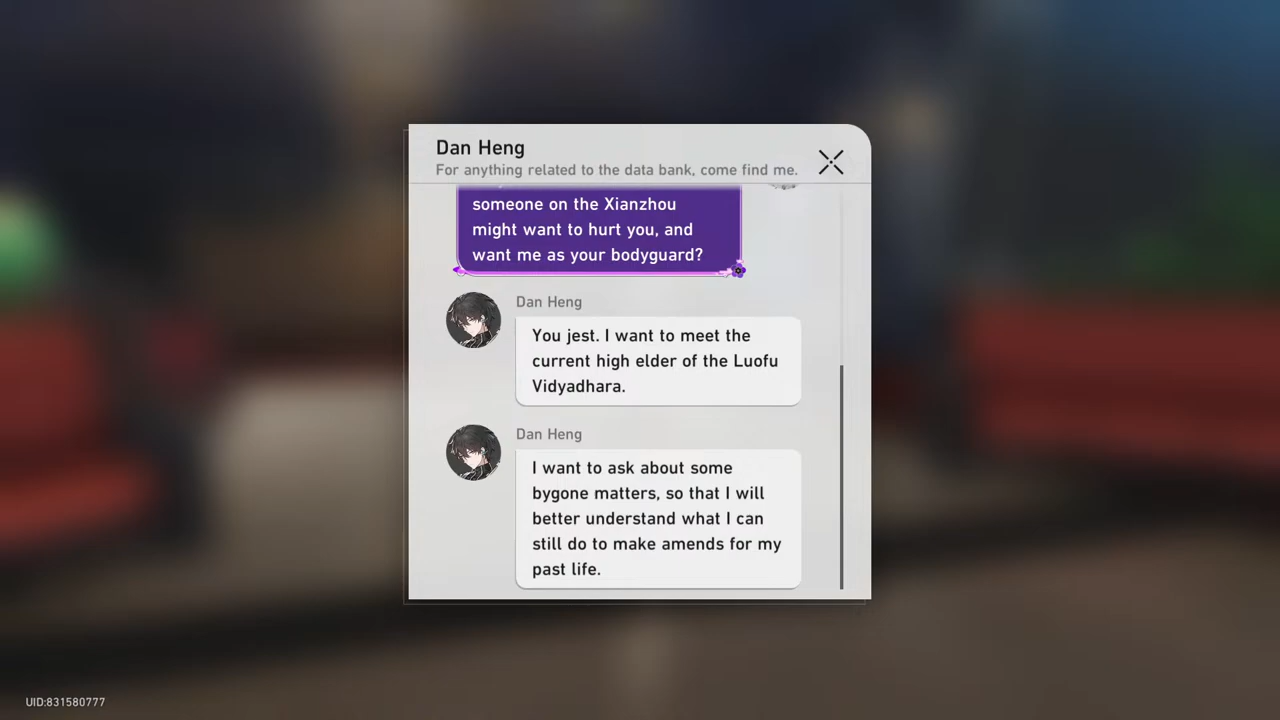 Dan Heng
For anything related to the data bank, come find me.
someone on the Xianzhou
might want to hurt you, and
want me as your bodyguard?
Dan Heng
You jest. I want to meet the
current high elder of the Luofu
Vidyadhara.
Dan Heng
I want to ask about some
bygone matters, so that I will
better understand what I can
still do to make amends for my
past life.
UID:831580777